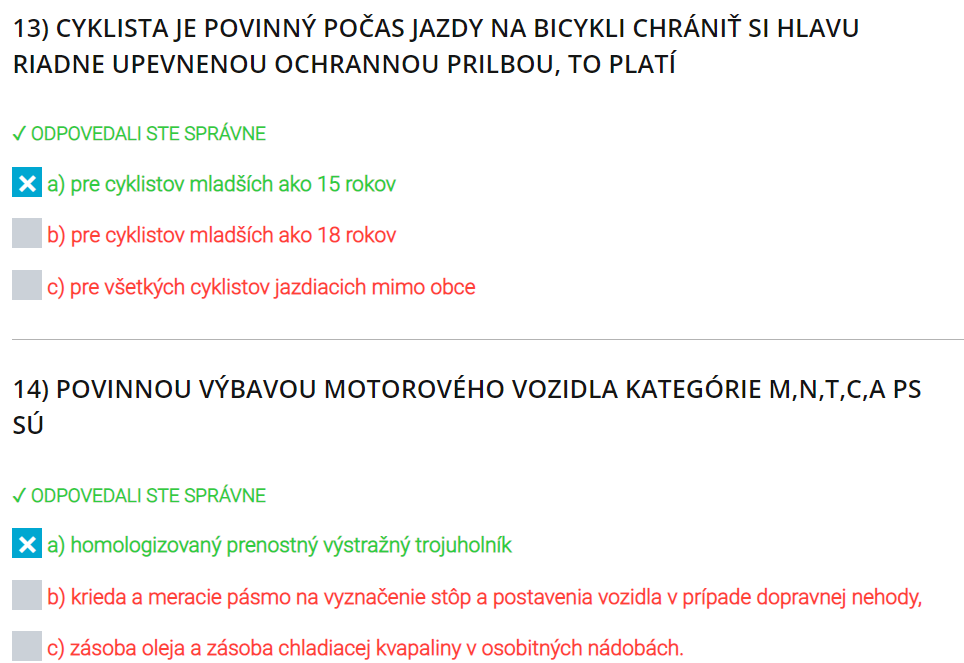 13) CYKLISTA JE POVINNÝ POČAS JAZDY NA BICYKLI CHRÁNIŤ SI HLAVU
RIADNE UPEVNENOU OCHRANNOU PRILBOU, TO PLATÍ
✓ ODPOVEDALI STE SPRÁVNE
a) pre cyklistov mladších ako 15 rokov
b) pre cyklistov mladších ako 18 rokov
c) pre všetkých cyklistov jazdiacich mimo obce
14) POVINNOU VÝBAVOU MOTOROVÉHO VOZIDLA KATEGÓRIE M,N,T,C,A PS
SÚ
✓ ODPOVEDALI STE SPRÁVNE
a) homologizovaný prenostný výstražný trojuholník
b) krieda a meracie pásmo na vyznačenie stôp a postavenia vozidla v prípade dopravnej nehody,
c) zásoba oleja a zásoba chladiacej kvapaliny v osobitných nádobách.